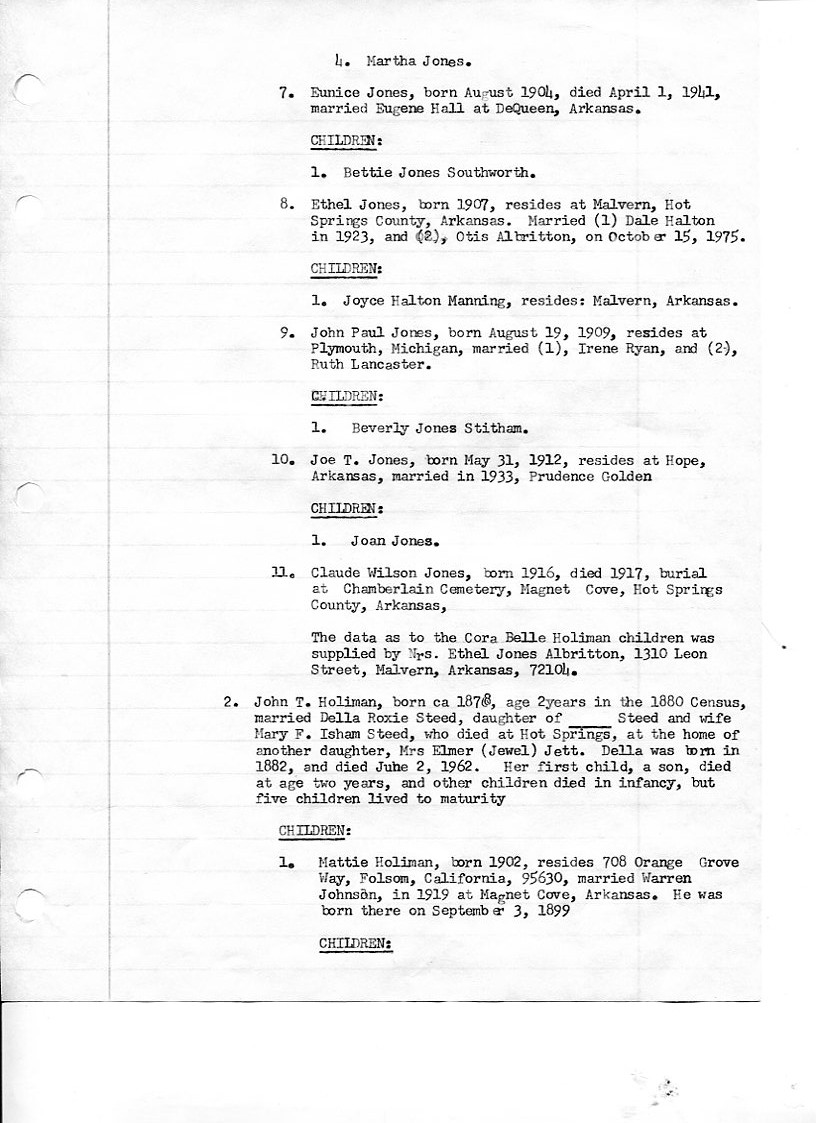 4. Martha Jones.
7. Eunice Jones, born August 1904, died April 1, 1941,
married Eugene Hall at DeQueen, Arkansas.
CHILDREN:
1. Bettie Jones Southworth.
8. Ethel Jones, born 1907, resides at Malvern, Hot
Springs County, Arkansas. Married (1) Dale Halton
in 1923, and (2), Otis Albritton, on October 15, 1975.
CHILDREN:
1. Joyce Halton Manning, resides: Malvern, Arkansas.
9. John Paul Jones, born August 19, 1909, resides at
Plymouth, Michigan, married (1), Irene Ryan, and (2), 
Ruth Lancaster.
CHILDREN:
1. Beverly Jones Stitham.
10. Joe T. Jones, born May 31, 1912, resides at Hope,
Arkansas, married in 1933, Prudence Golden
CHILDREN:
1. Joan Jones.
11. Claude Wilson Jones, born 1916, died 1917, burial
at Chamberlain Cemetery, Magnet Cove, Hot Springs
County, Arkansas,
The data as to the Cora Belle Holiman children was
supplied by Mrs. Ethel Jones Albritton, 1310 Leon
Street, Malvern, Arkansas, 72104.
2. John T. Holiman, born ca 1878, age 2years in the 1880 Census,
married Della Roxie Steed, daughter of _____ Steed and wife
Mary F. Isham Steed, who died at Hot Springs, at the home of
another daughter, Mrs Elmer (Jewel) Jett. Della was born in
1882, and died June 2, 1962. Her first child, a son, died
at age two years, and other children died in infancy, but
five children lived to maturity
CHILDREN:
1. Mattie Holiman, born 1902, resides 708 Orange Grove
Way, Folsom, California, 95630, married Warren
Johnson, in 1919 at Magnet Cove, Arkansas. He was
born there on September 3, 1899
CHILDREN: